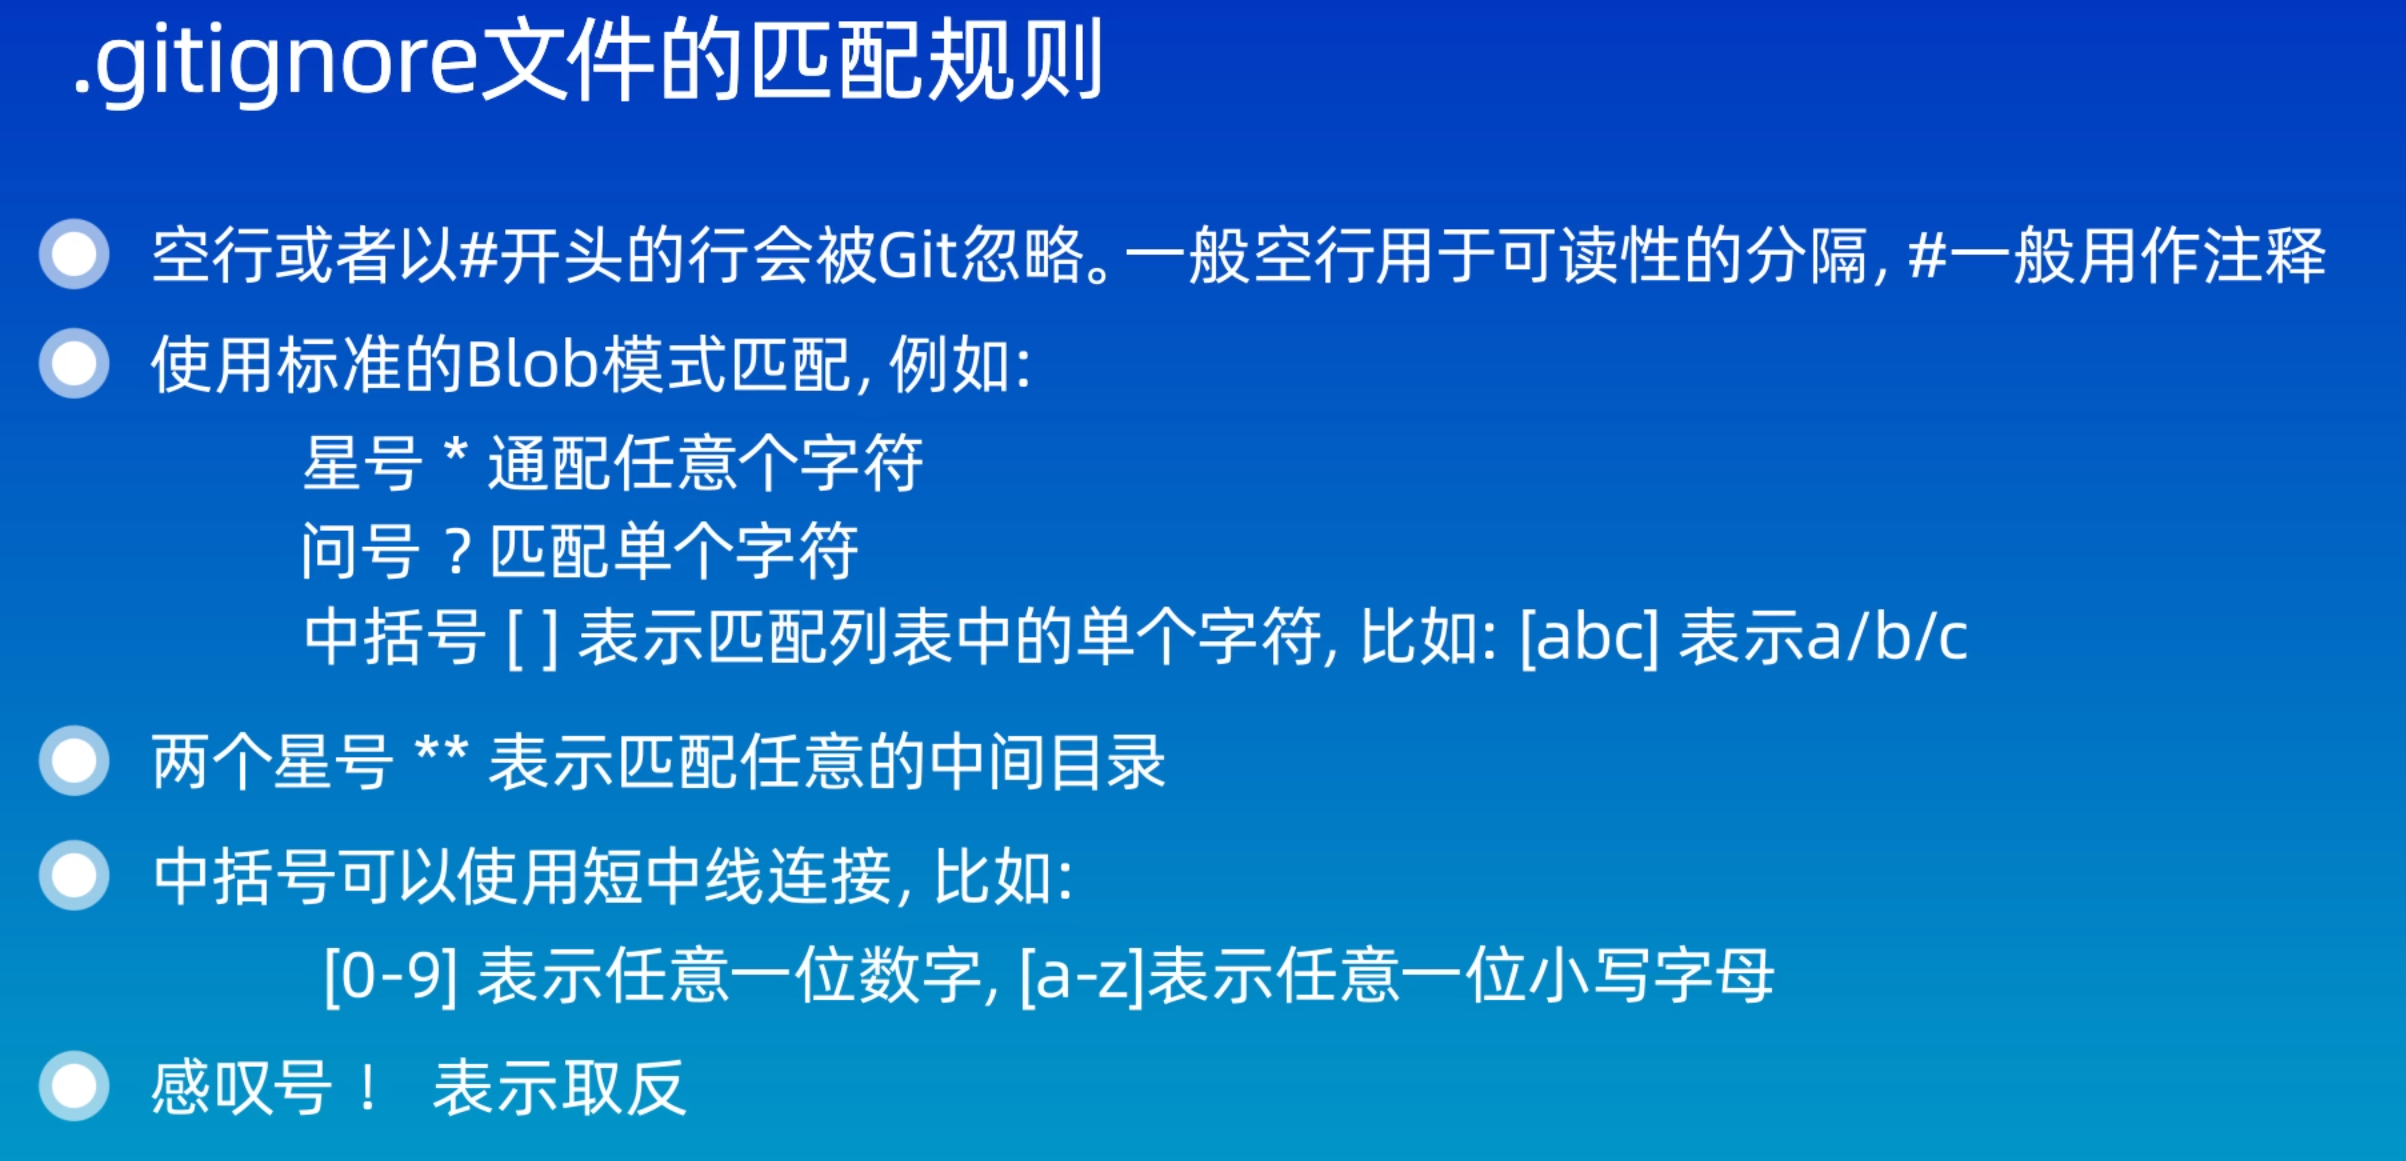 .gitignore文件的匹配规则
空行或者以#开头的行会被Git忽略。一般空行用于可读性的分隔, #一般用作注释
使用标准的Blob模式匹配, 例如:
星号 * 通配任意个字符
问号 ? 匹配单个字符
中括号 [ ] 表示匹配列表中的单个字符, 比如: [abc] 表示a/b/c
两个星号 ** 表示匹配任意的中间目录
中括号可以使用短中线连接, 比如:
[0-9] 表示任意一位数字, [a-z]表示任意一位小写字母
感叹号 ！ 表示取反